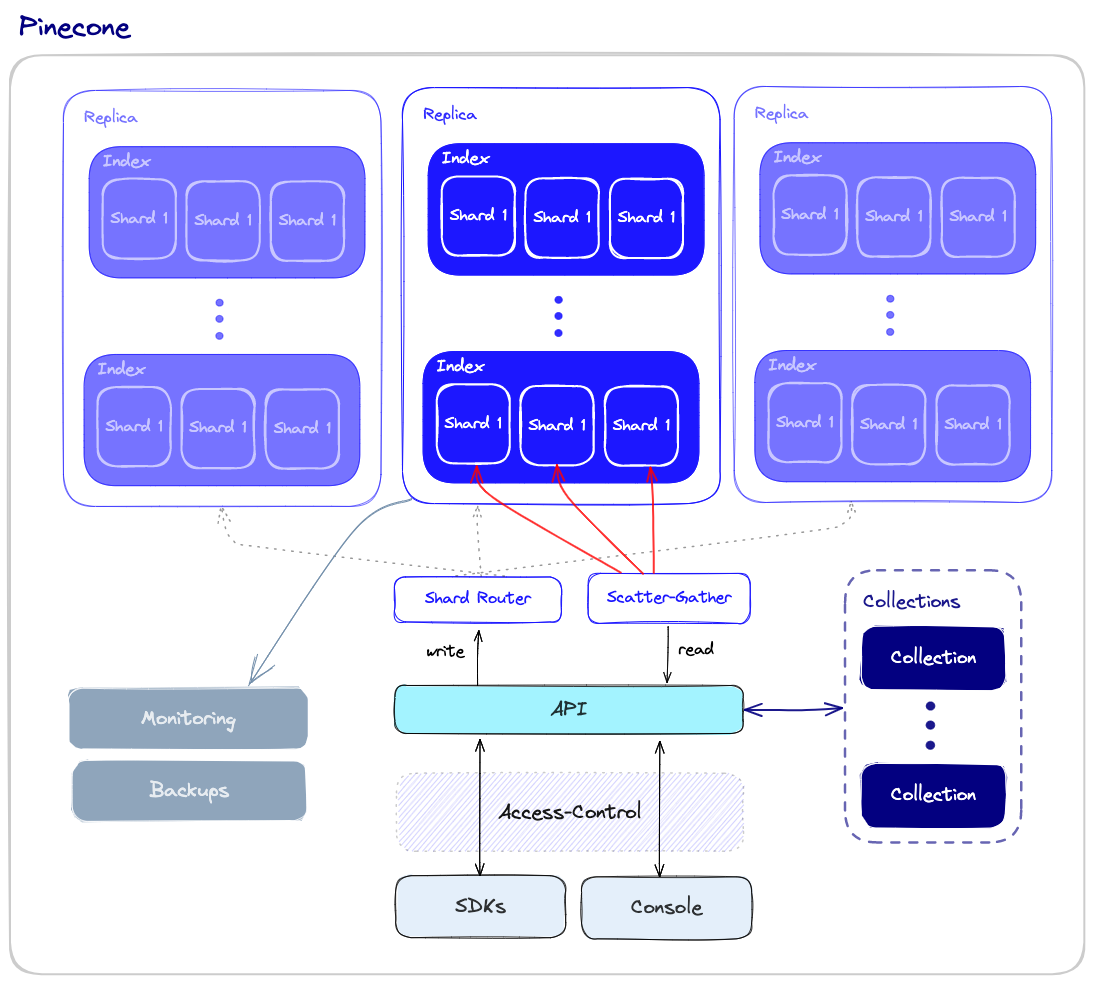 Pinecone
Replica
Index
Shard 1
Shard 1
Shard 1
Index
Shard 1
Shard 1
Shard 1
Replica
Index
Shard 1
Shard 1
Shard 1
Index
Shard 1
Shard 1
Shard 1
Replica
Index
Shard 1
Shard 1
Shard 1
Index
Shard 1
Shard 1
Shard 1
Shard Router
Scatter-Gather
write
read
API
Access-Control
SDKs
Console
Monitoring
Backups
Collections
Collection
Collection